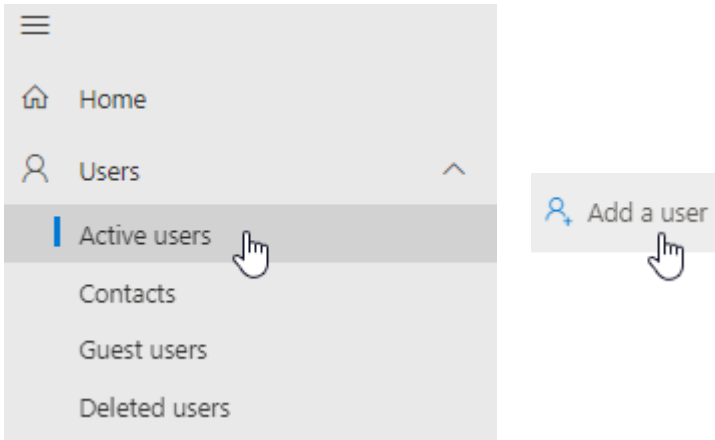 Home
Users
Active users
Contacts
Guest users
Deleted users
Add a user